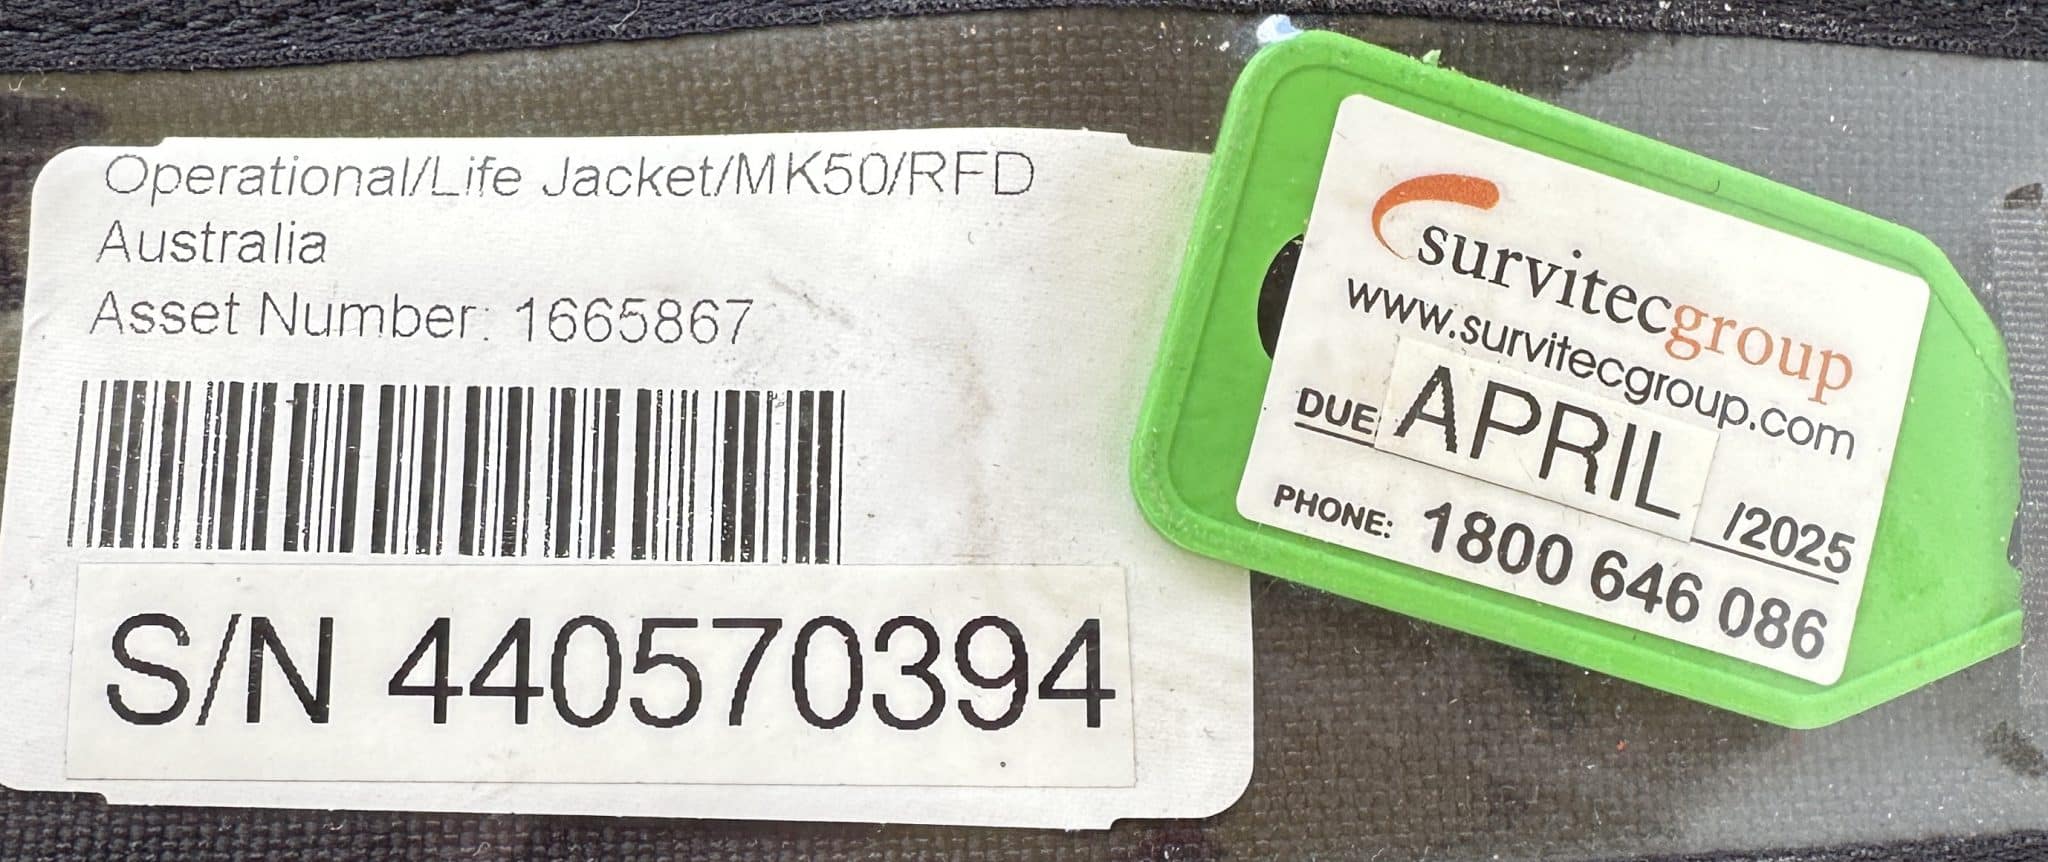 Operational/Life Jacket/MK50/RFD
Australia
Asset Number: 1665867
S/N 440570394
survitecgroup
www.survitecgroup.com
DUE APRIL /2025
PHONE: 1800 646 086